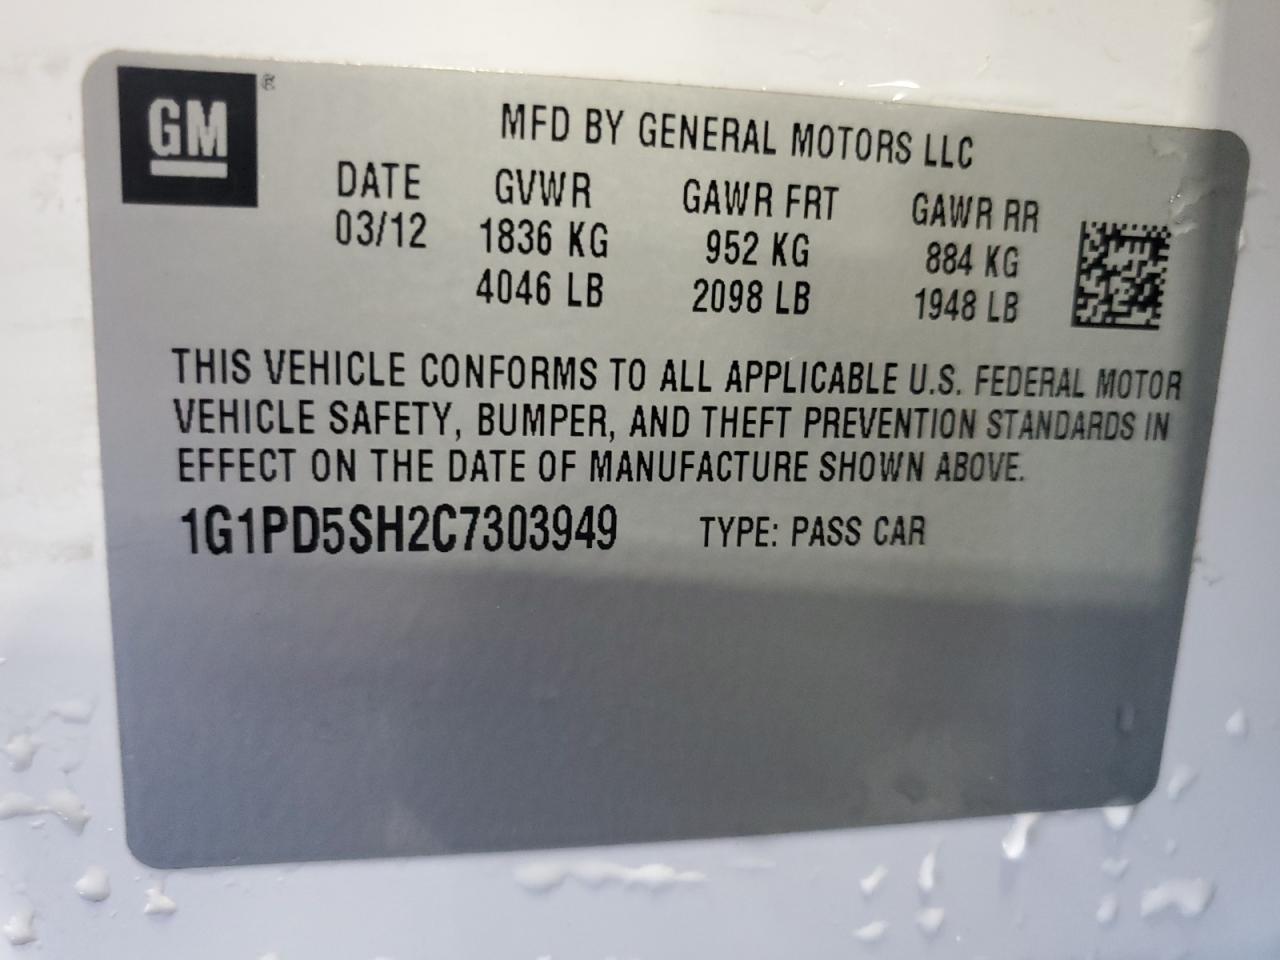 GM ®
MFD BY GENERAL MOTORS LLC
DATE GVWR GAWR FRT GAWR RR
03/12 1836 KG 952 KG 884 KG
4046 LB 2098 LB 1948 LB
THIS VEHICLE CONFORMS TO ALL APPLICABLE U.S. FEDERAL MOTOR
VEHICLE SAFETY, BUMPER, AND THEFT PREVENTION STANDARDS IN
EFFECT ON THE DATE OF MANUFACTURE SHOWN ABOVE.
1G1PD5SH2C7303949 TYPE: PASS CAR